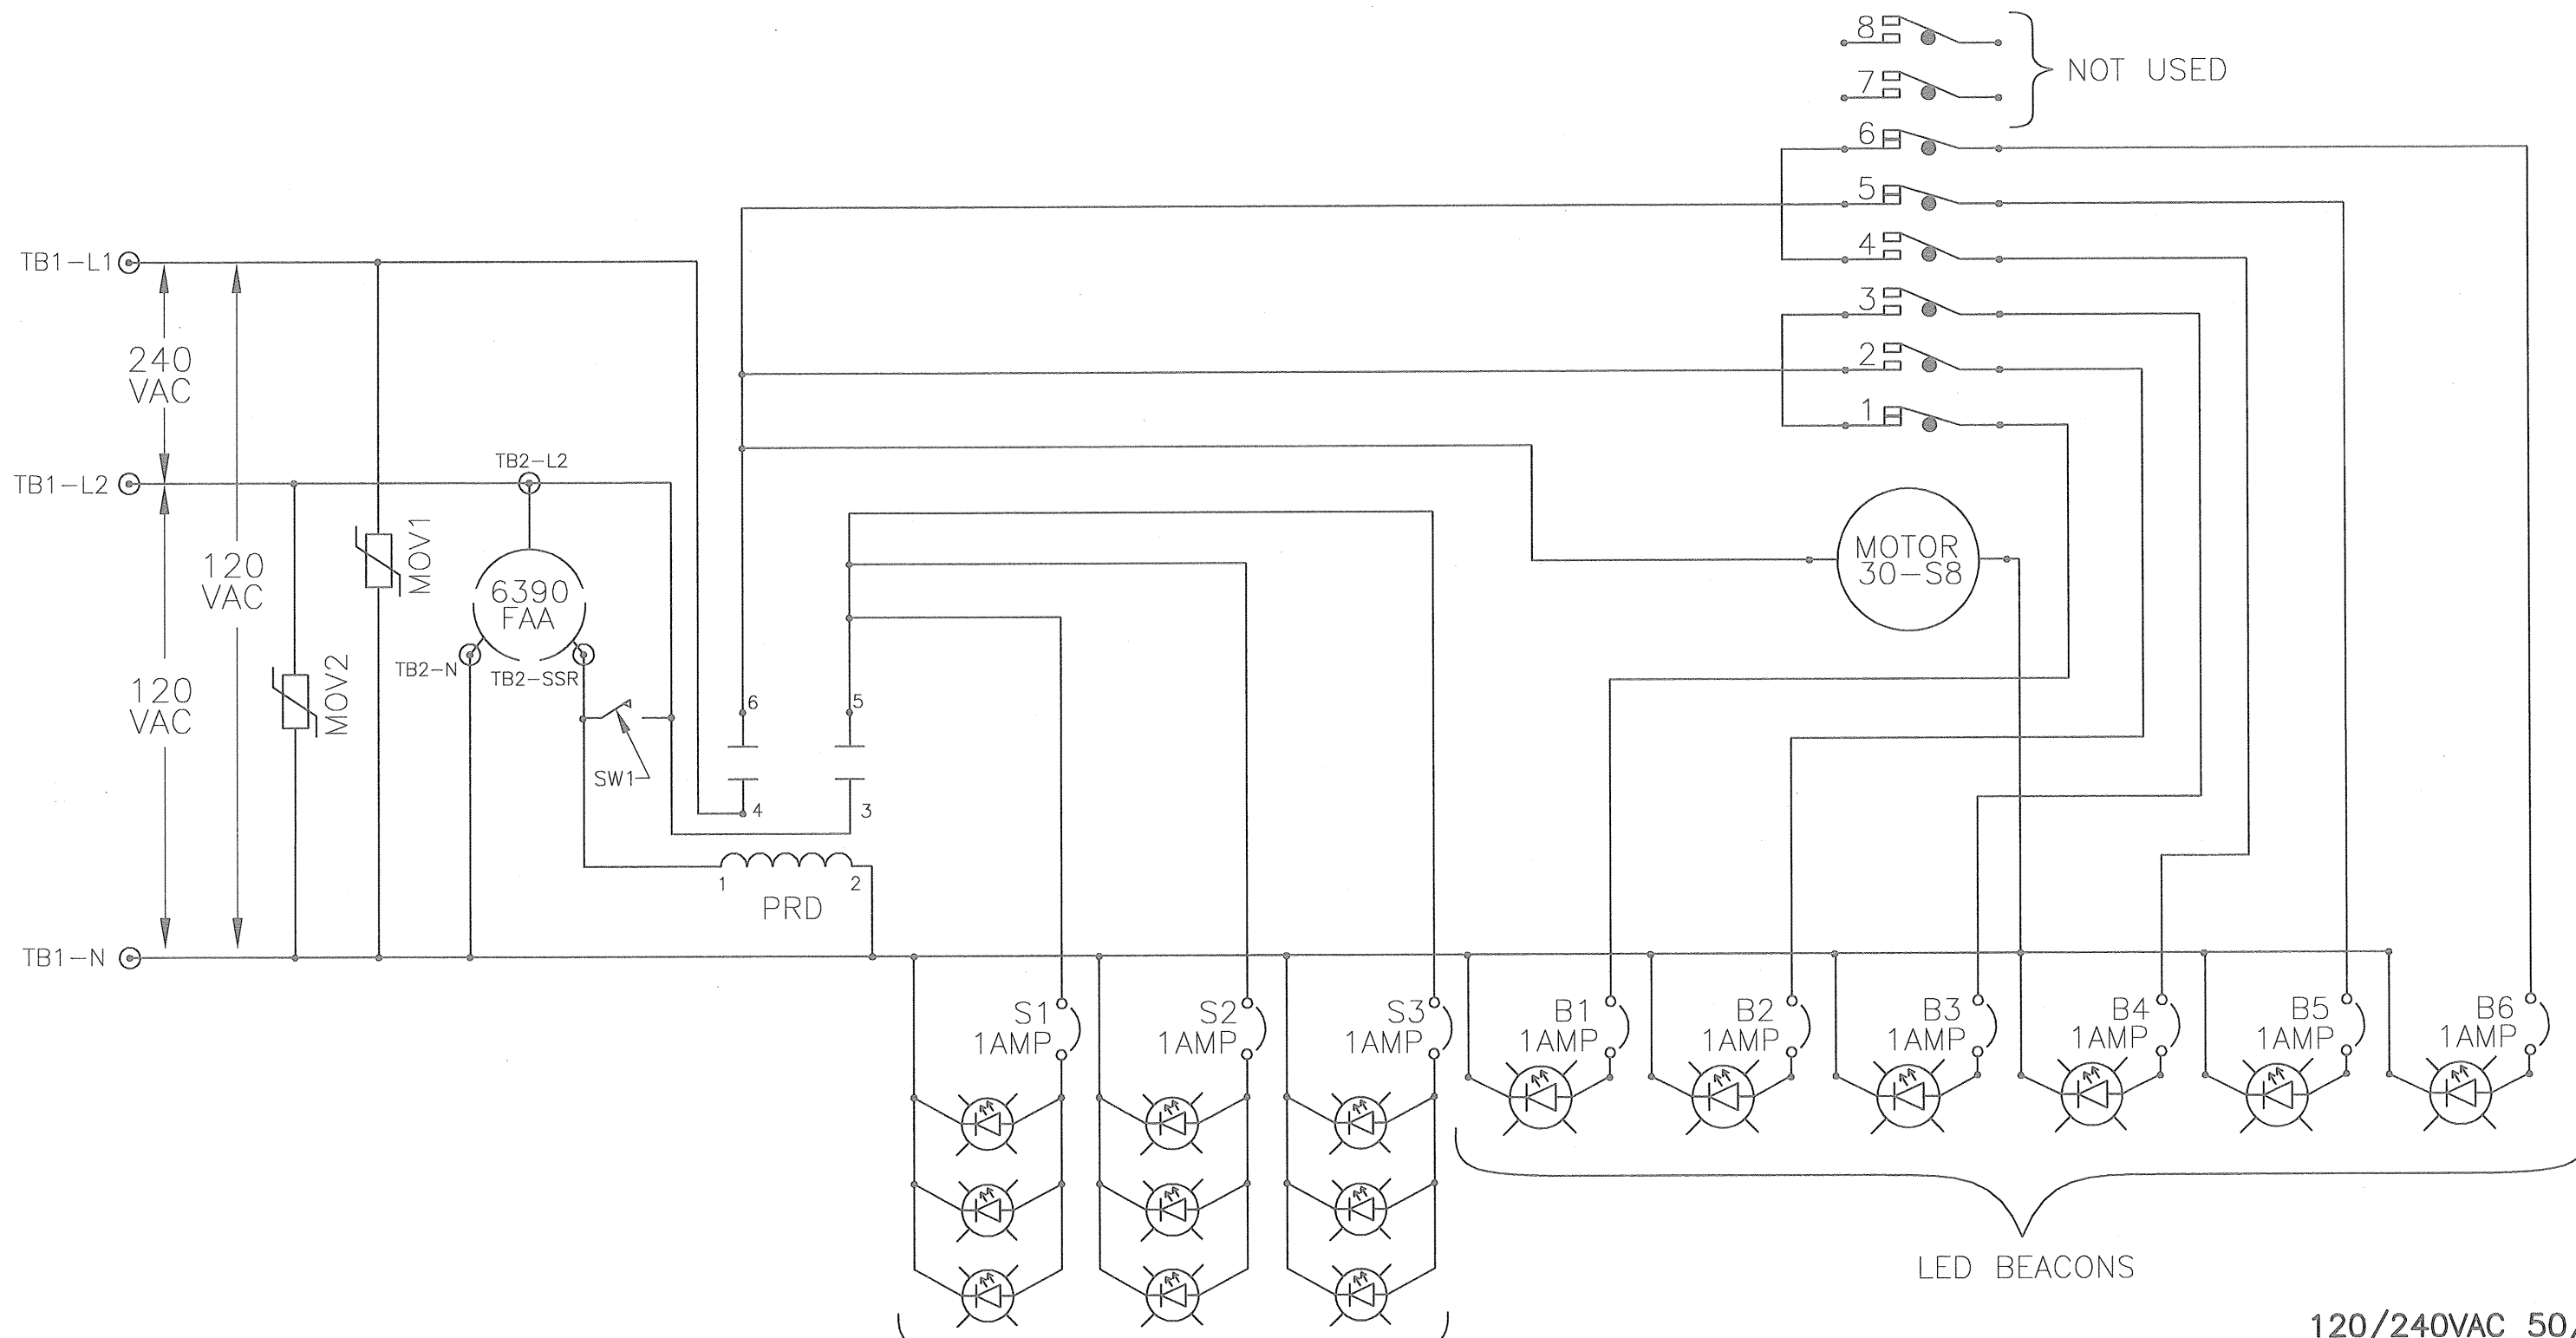 8
7
NOT USED
6
5
4
3
2
1
TB1-L1
240
VAC
TB1-L2
TB2-L2
120
VAC
MOV1
6390
FAA
TB2-N
TB2-SSR
MOV2
120
VAC
SW1
6
5
4
3
1
2
PRD
MOTOR
30-S8
TB1-N
S1
1AMP
S2
1AMP
S3
1AMP
B1
1AMP
B2
1AMP
B3
1AMP
B4
1AMP
B5
1AMP
B6
1AMP
LED BEACONS
120/240VAC 50/